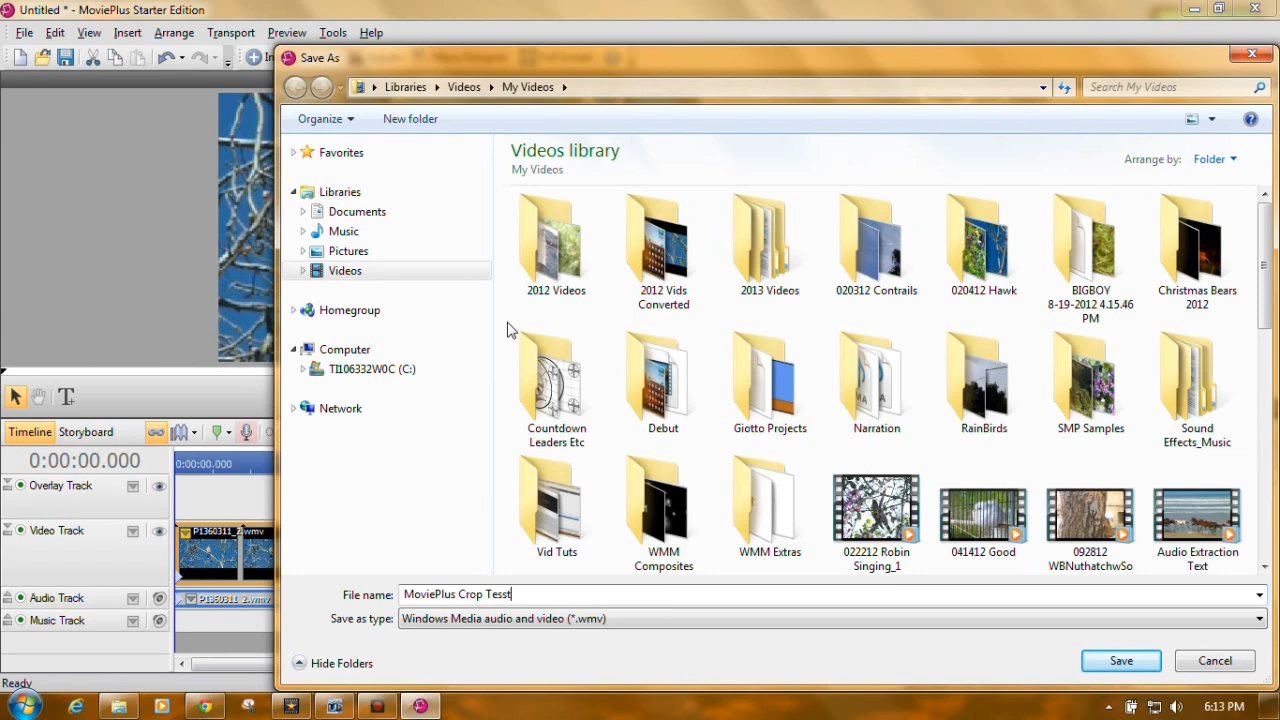 Untitled * - MoviePlus Starter Edition
File Edit View Insert Arrange Transport Preview Tools Help
Save As
Libraries Videos My Videos
Search My Videos
Organize New folder
Videos library
My Videos
Arrange by: Folder
Favorites
Libraries
Documents
Music
Pictures
Videos
Homegroup
Computer
TI106332W0C (C:)
Network
2012 Videos
2012 Vids Converted
2013 Videos
020312 Contrails
020412 Hawk
BIGBOY 8-19-2012 4.15.46 PM
Christmas Bears 2012
Countdown Leaders Etc
Debut
Giotto Projects
Narration
RainBirds
SMP Samples
Sound Effects_Music
Vid Tuts
WMM Composites
WMM Extras
022212 Robin Singing_1
041412 Good
092812 WBNuthatchwSo
Audio Extraction Text
File name: MoviePlus Crop Tesst
Save as type: Windows Media audio and video (*.wmv)
Hide Folders
Save Cancel
Timeline Storyboard
0:00:00.000
0:00:00.000
Overlay Track
Video Track
P1360311_2.wmv
Audio Track
P1360311_2.wmv
Music Track
Ready
6:13 PM